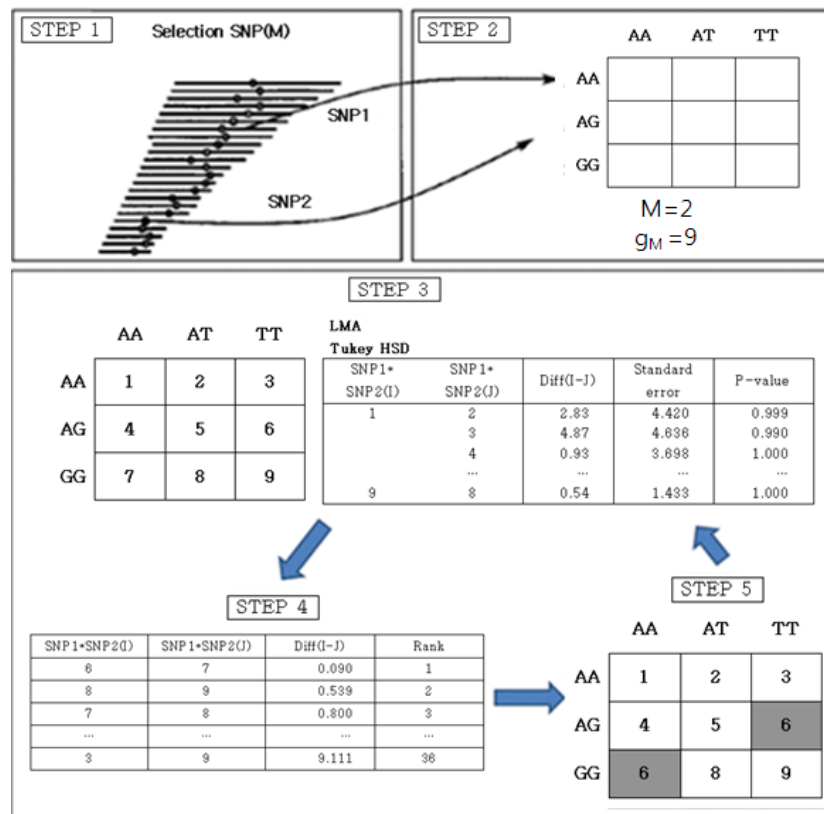 STEP 1
Selection SNP(M)
SNP1
SNP2
STEP 2
AA AT TT
AA
AG
GG
M=2
gM =9
STEP 3
AA AT TT
AA 1 2 3
AG 4 5 6
GG 7 8 9
LMA
Tukey HSD
SNP1* SNP1* Diff(I-J) Standard P-value
SNP2(I) SNP2(J) error
1 2 2.83 4.420 0.999
3 4.87 4.636 0.990
4 0.93 3.698 1.000
... ... ... ...
9 8 0.54 1.433 1.000
STEP 4
SNP1*SNP2(I) SNP1*SNP2(J) Diff(I-J) Rank
6 7 0.090 1
8 9 0.539 2
7 8 0.800 3
... ... ... ...
3 9 9.111 36
STEP 5
AA AT TT
AA 1 2 3
AG 4 5 6
GG 6 8 9